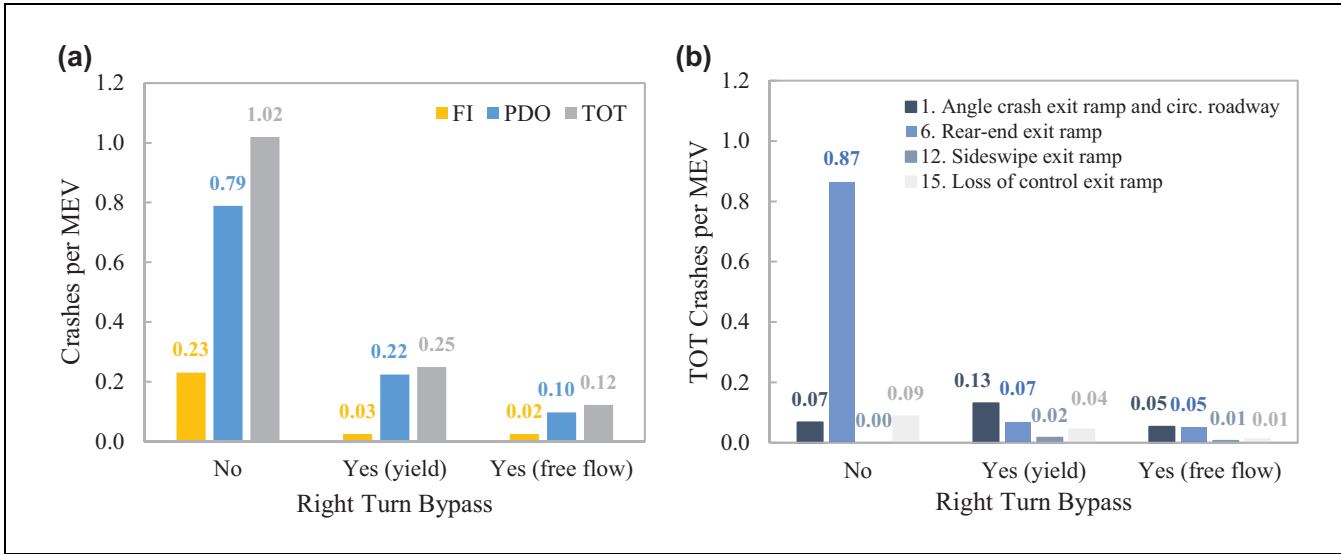 (a)
1.2
1.0
0.8
0.6
0.4
0.2
0.0
Crashes per MEV
FI PDO TOT
0.23 0.79 1.02
0.03 0.22 0.25
0.02 0.10 0.12
No Yes (yield) Yes (free flow)
Right Turn Bypass
(b)
1.2
1.0
0.8
0.6
0.4
0.2
0.0
TOT Crashes per MEV
1. Angle crash exit ramp and circ. roadway
6. Rear-end exit ramp
12. Sideswipe exit ramp
15. Loss of control exit ramp
0.07 0.87 0.00 0.09
0.13 0.07 0.02 0.04
0.05 0.05 0.01 0.01
No Yes (yield) Yes (free flow)
Right Turn Bypass